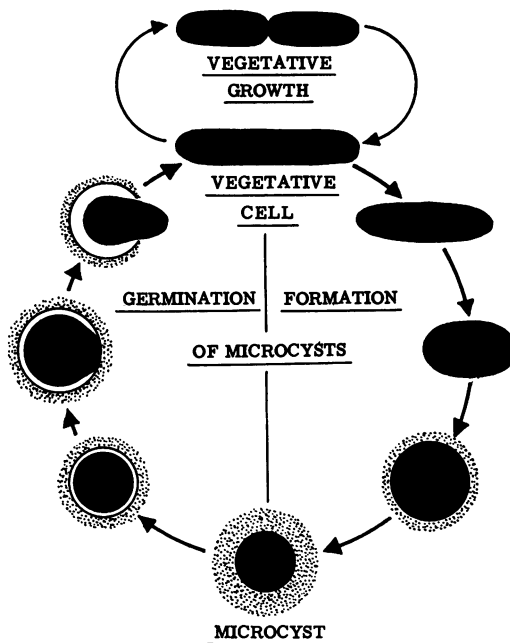 VEGETATIVE
GROWTH
VEGETATIVE
CELL
GERMINATION FORMATION
OF MICROCYSTS
MICROCYST